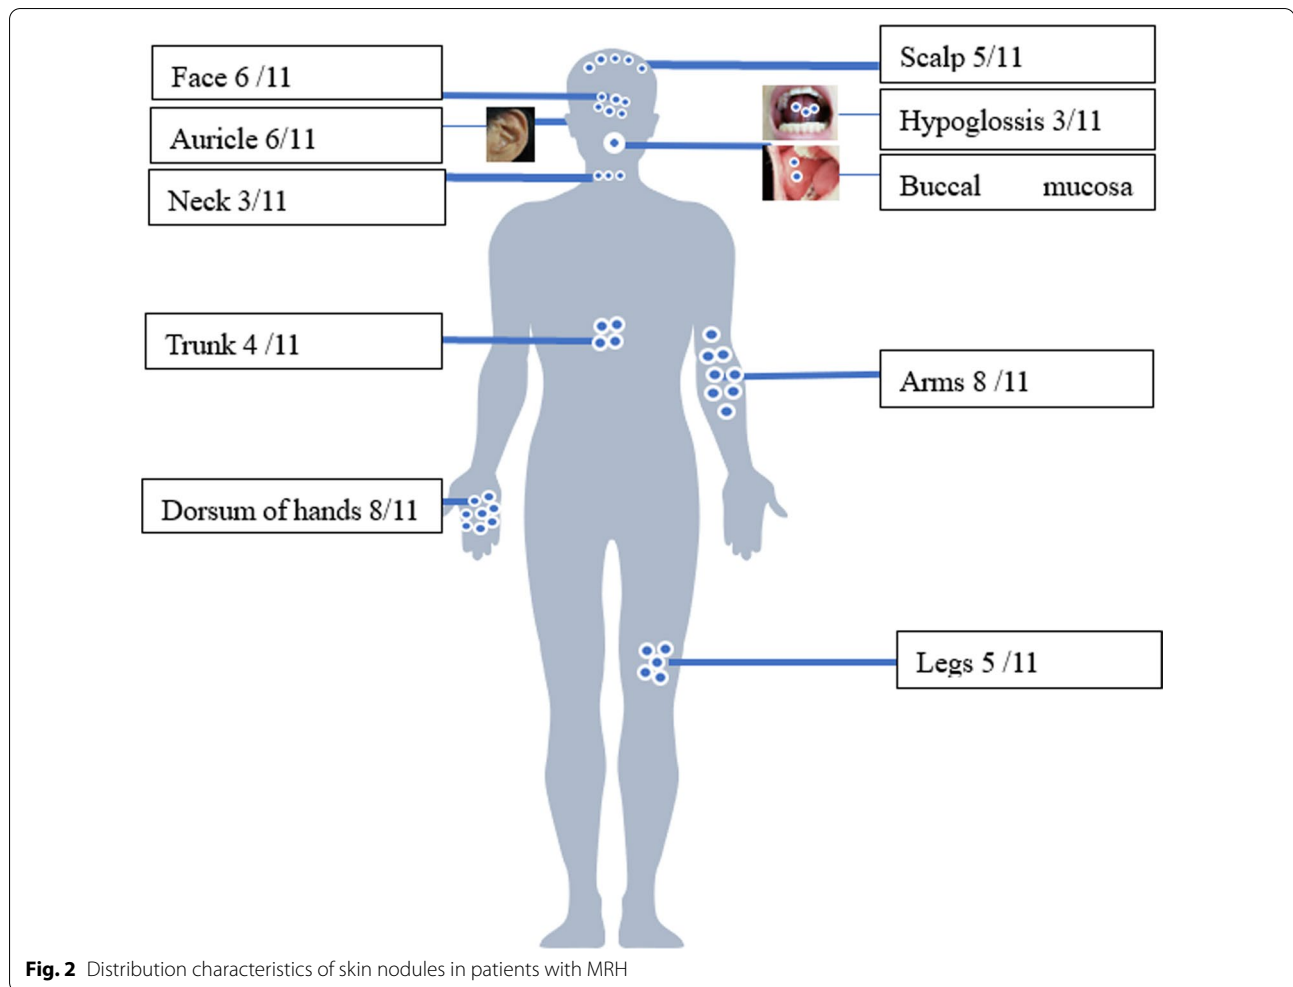 Face 6 /11
Auricle 6/11
Neck 3/11
Trunk 4 /11
Dorsum of hands 8/11
Scalp 5/11
Hypoglossis 3/11
Buccal mucosa
Arms 8 /11
Legs 5 /11
Fig. 2 Distribution characteristics of skin nodules in patients with MRH